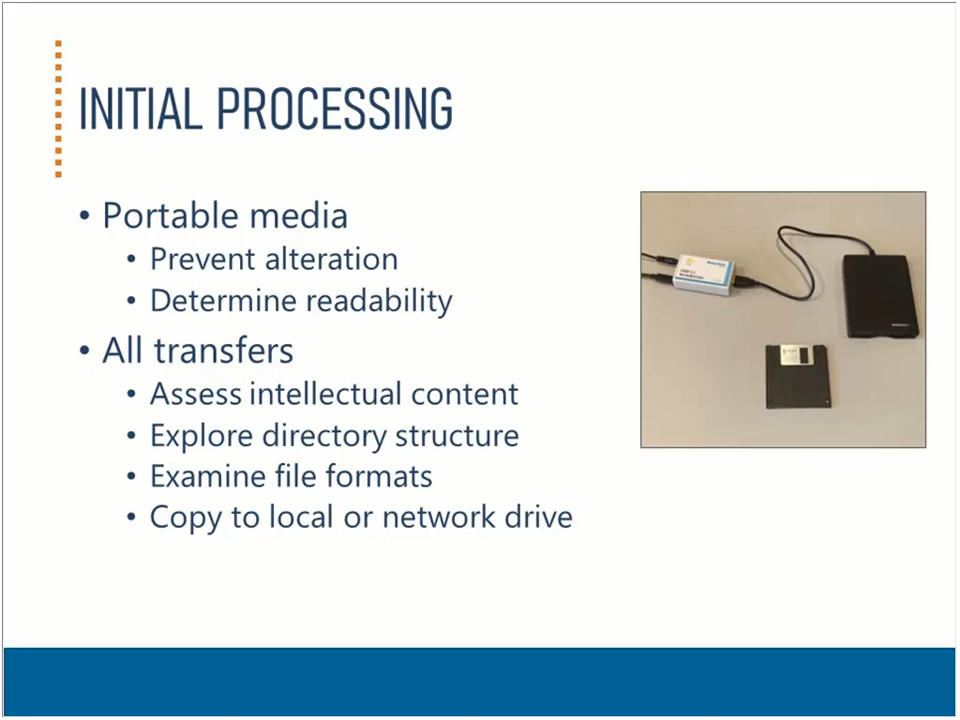 INITIAL PROCESSING
• Portable media
• Prevent alteration
• Determine readability
• All transfers
• Assess intellectual content
• Explore directory structure
• Examine file formats
• Copy to local or network drive